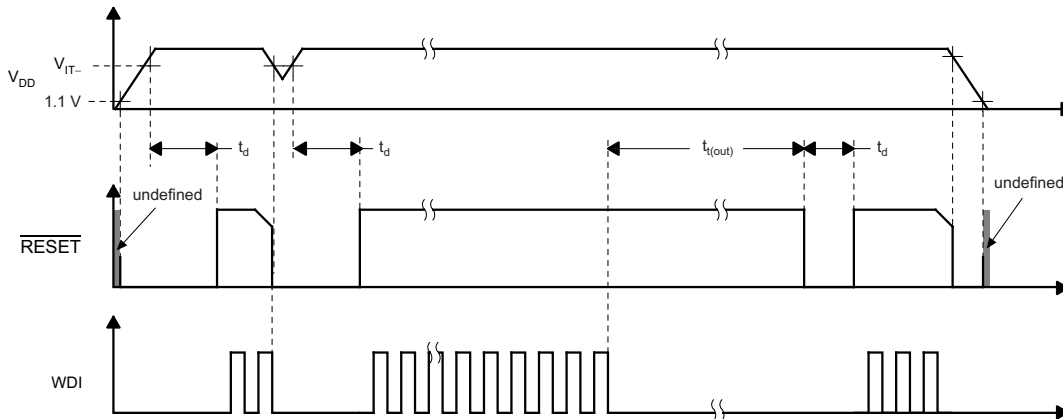 V_IT–
V_DD
1.1 V
t_d
t_d
t_t(out)
t_d
undefined
undefined
RESET
WDI